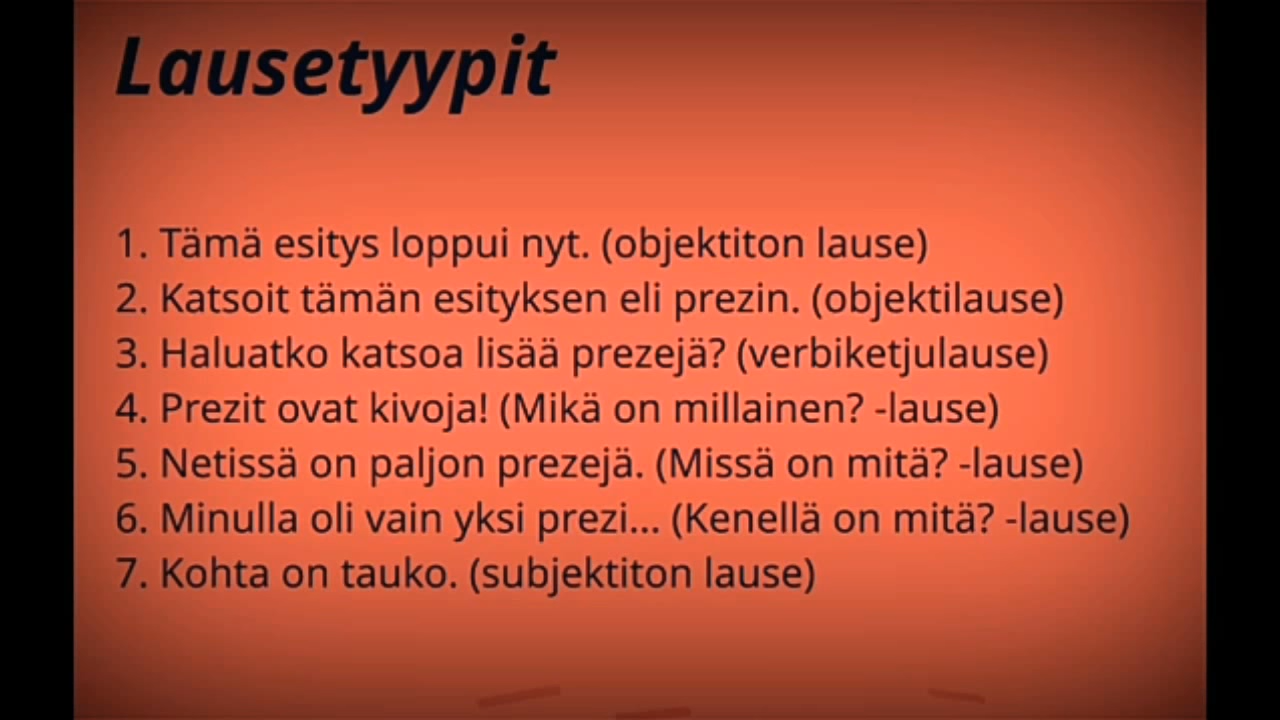 Lausetyypit
1. Tämä esitys loppui nyt. (objektiton lause)
2. Katsoit tämän esityksen eli prezin. (objektilause)
3. Haluatko katsoa lisää prezejä? (verbiketjulause)
4. Prezit ovat kivoja! (Mikä on millainen? -lause)
5. Netissä on paljon prezejä. (Missä on mitä? -lause)
6. Minulla oli vain yksi prezi... (Kenellä on mitä? -lause)
7. Kohta on tauko. (subjektiton lause)